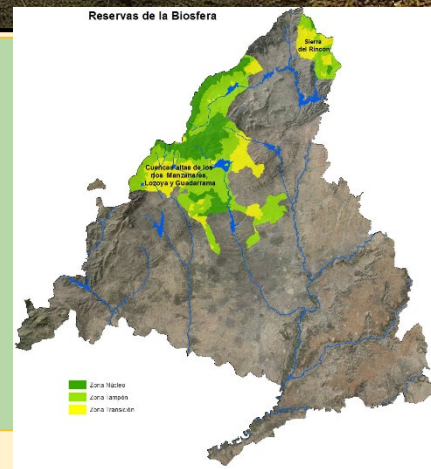 Reservas de la Biosfera
Sierra
del Rincón
Cuencas altas de los
ríos Manzanares,
Lozoya y Guadarrama
Zona Núcleo
Zona Tampón
Zona Transición